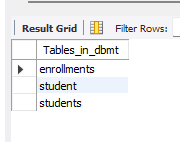 Result Grid Filter Rows:
Tables_in_dbmt
enrollments
student
students